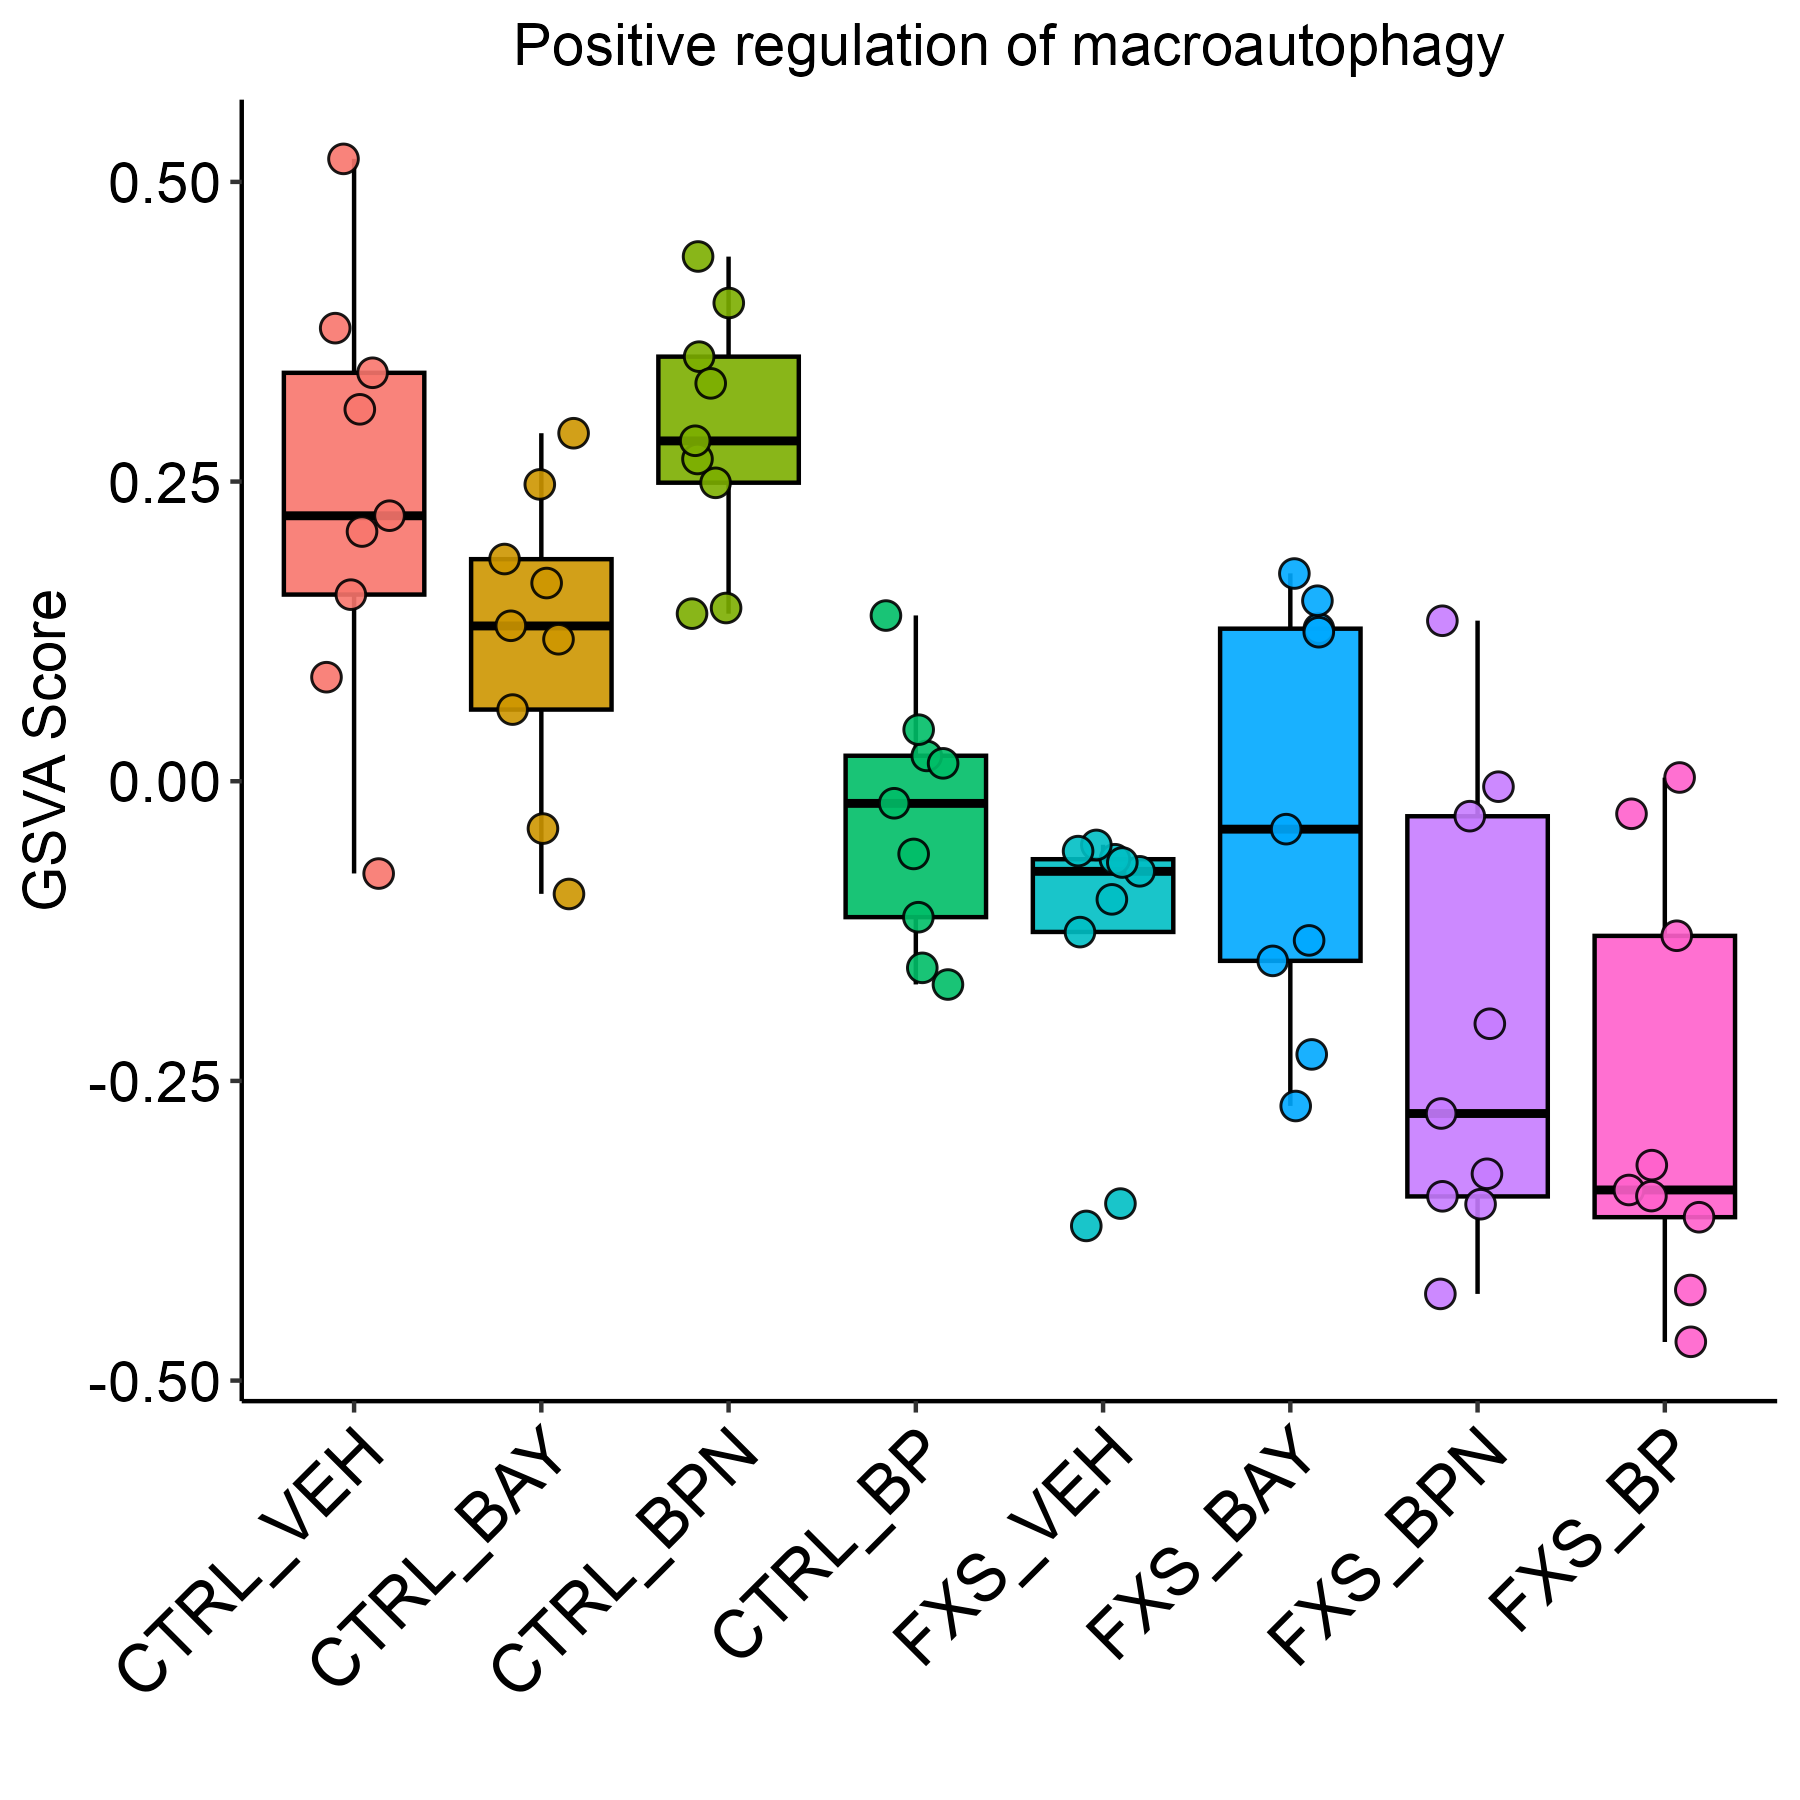 Positive regulation of macroautophagy
GSVA Score
0.50
0.25
0.00
-0.25
-0.50
CTRL_VEH
CTRL_BAY
CTRL_BPN
CTRL_BP
FXS_VEH
FXS_BAY
FXS_BPN
FXS_BP